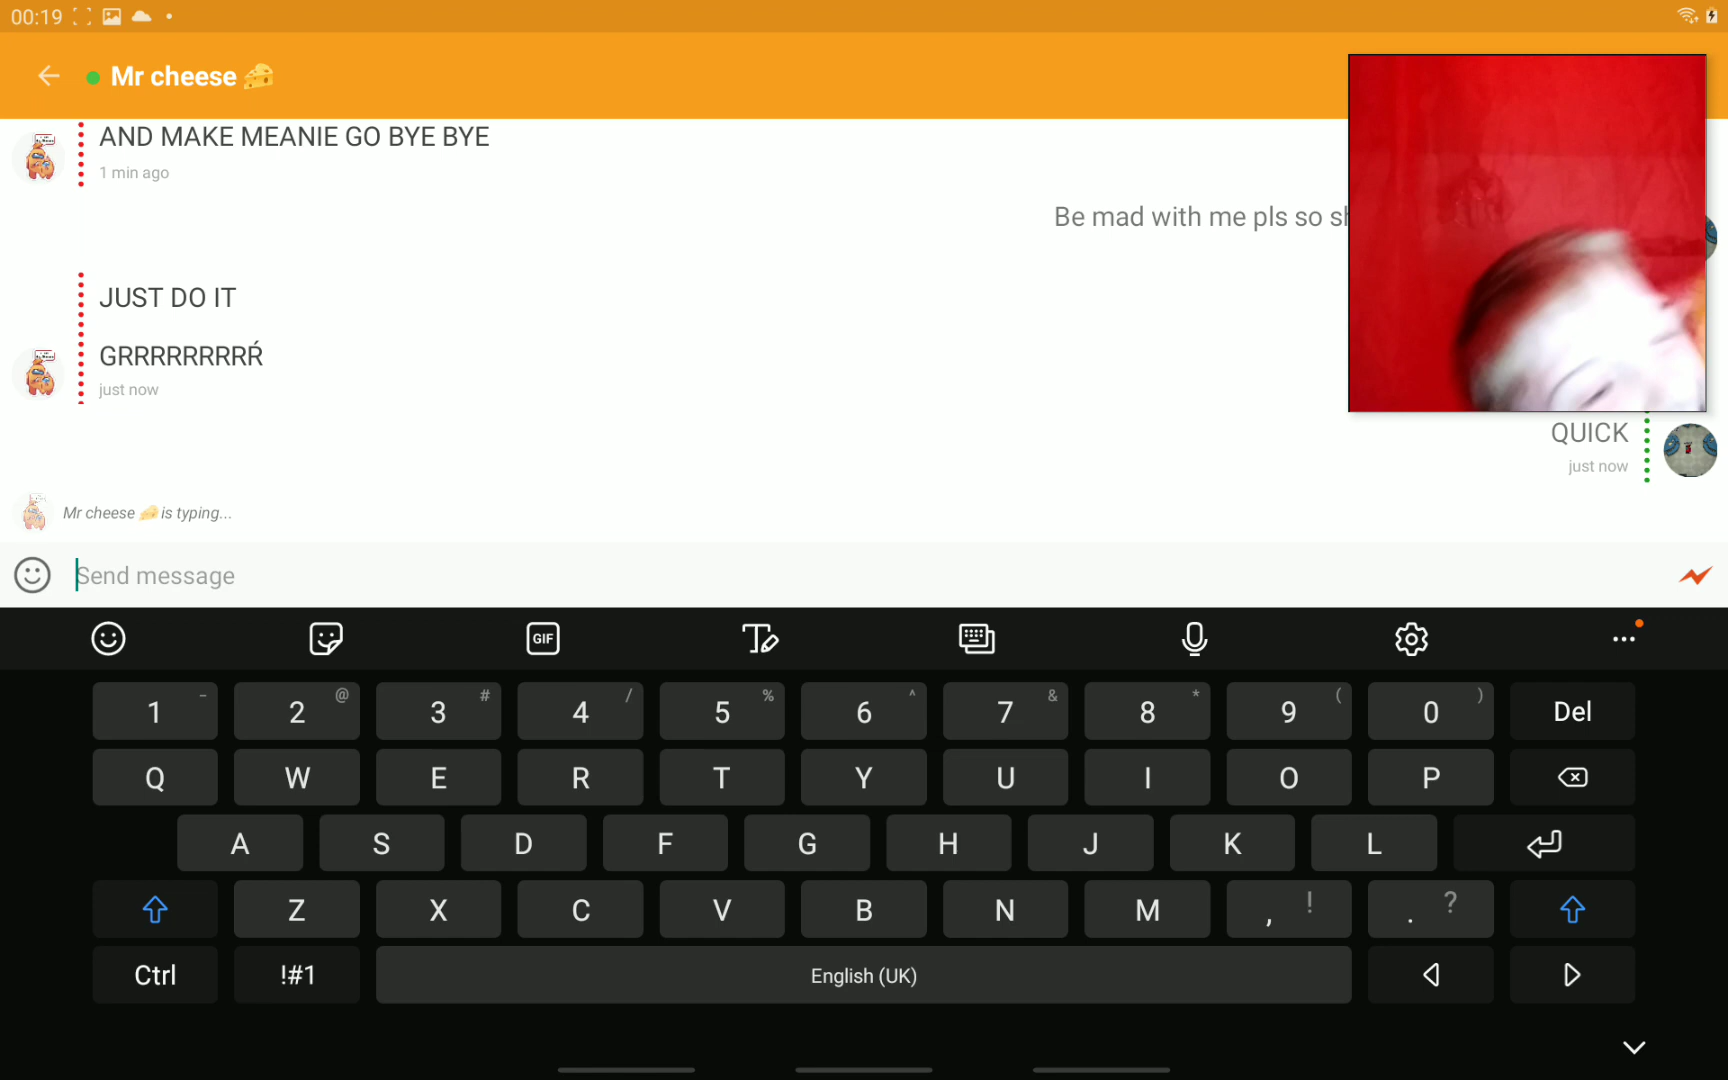 00:19
Mr cheese 🧀
AND MAKE MEANIE GO BYE BYE
1 min ago
Be mad with me pls so
JUST DO IT
GRRRRRRRRŔ
just now
QUICK
just now
Mr cheese 🧀 is typing...
Send message
GIF
1 - 2 @ 3 # 4 / 5 % 6 ^ 7 & 8 * 9 ( 0 ) Del
Q W E R T Y U I O P
A S D F G H J K L
Z X C V B N M , ! . ?
Ctrl !#1 English (UK)